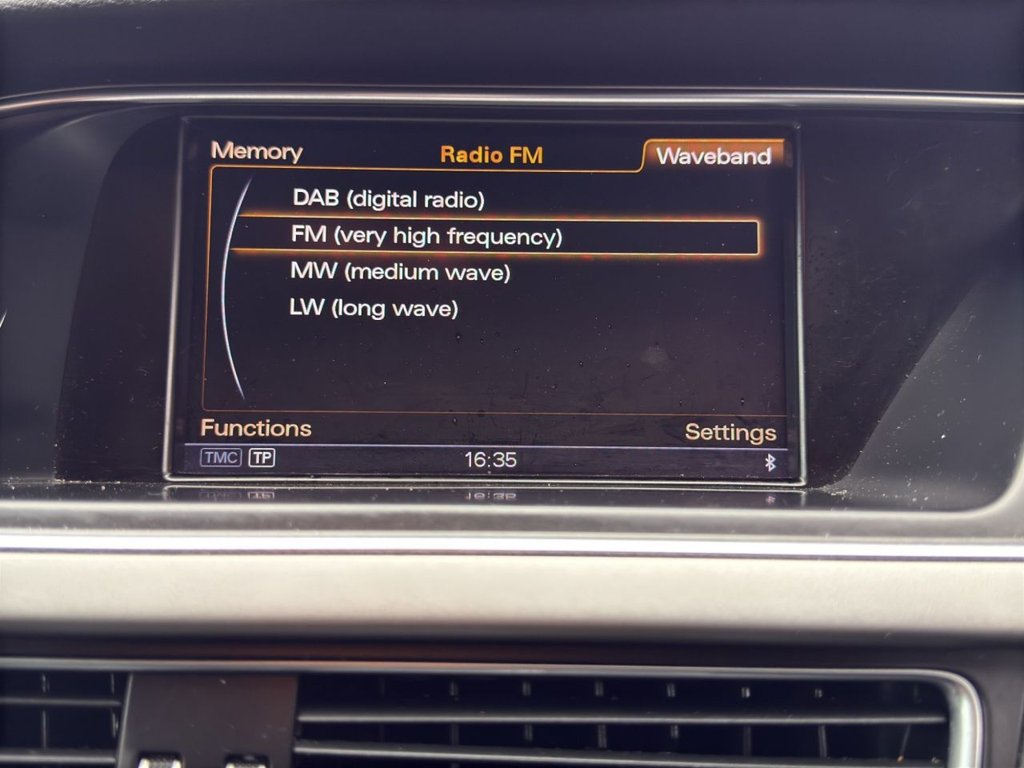 Memory Radio FM Waveband
DAB (digital radio)
FM (very high frequency)
MW (medium wave)
LW (long wave)
Functions Settings
TMC TP 16:35